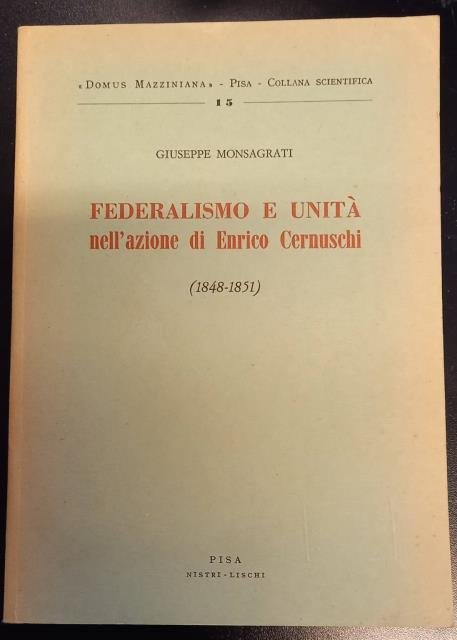 « DOMUS MAZZINIANA » - PISA - COLLANA SCIENTIFICA
15
GIUSEPPE MONSAGRATI
FEDERALISMO E UNITÀ
nell'azione di Enrico Cernuschi
(1848-1851)
PISA
NISTRI - LISCHI